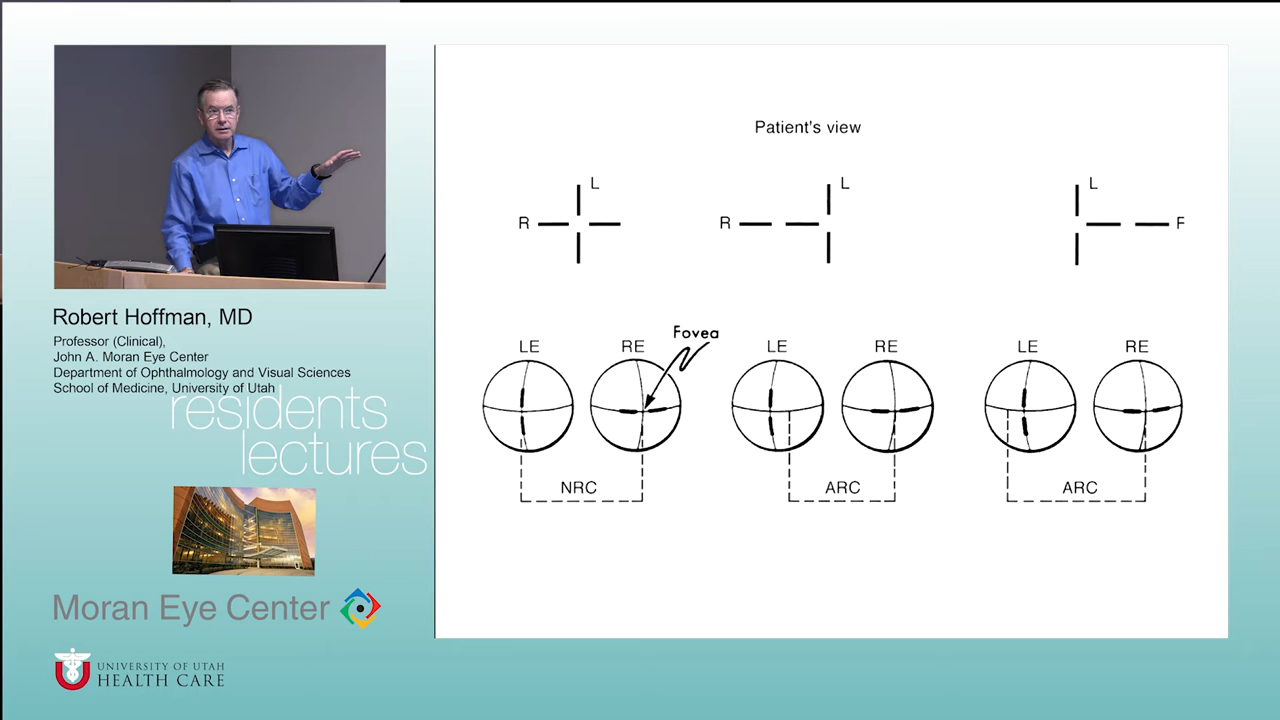 Robert Hoffman, MD
Professor (Clinical),
John A. Moran Eye Center
Department of Ophthalmology and Visual Sciences
School of Medicine, University of Utah
residents
lectures
Moran Eye Center
UNIVERSITY OF UTAH
HEALTH CARE
Patient's view
L
R
L
R
L
F
Fovea
LE RE LE RE LE RE
NRC ARC ARC